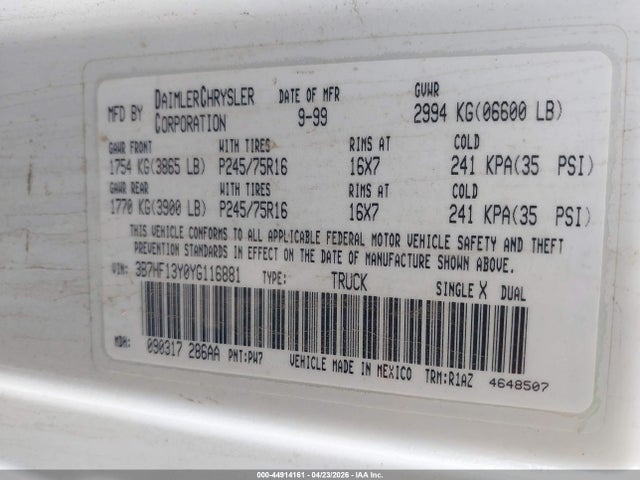 MFD BY DAIMLERCHRYSLER CORPORATION DATE OF MFR 9-99 GVWR 2994 KG(06600 LB)
GAWR FRONT WITH TIRES RIMS AT COLD
1754 KG(3865 LB) P245/75R16 16X7 241 KPA(35 PSI)
GAWR REAR WITH TIRES RIMS AT COLD
1770 KG(3900 LB) P245/75R16 16X7 241 KPA(35 PSI)
THIS VEHICLE CONFORMS TO ALL APPLICABLE FEDERAL MOTOR VEHICLE SAFETY AND THEFT
PREVENTION STANDARDS IN EFFECT ON THE DATE OF MANUFACTURE SHOWN ABOVE.
VIN: 3B7HF13Y0YG116881 TYPE: TRUCK SINGLE X DUAL
MDH: 090317 286AA PNT:PW7 VEHICLE MADE IN MEXICO TRM:R1AZ 4648507
000-44914161 - 04/23/2026 - IAA Inc.